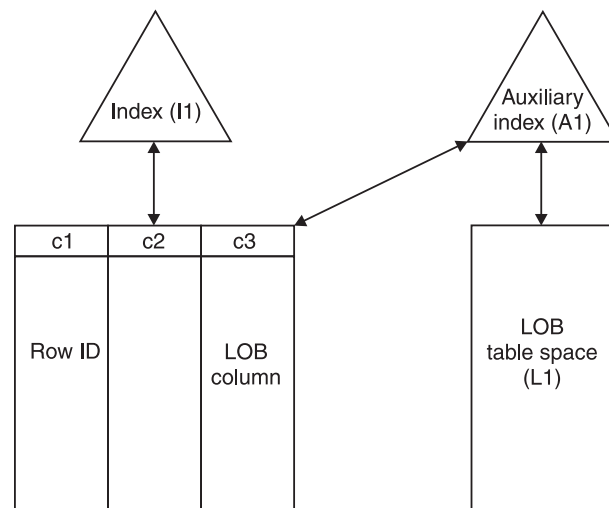 Index (I1)
Auxiliary
index (A1)
c1
c2
c3
Row ID
LOB
column
LOB
table space
(L1)